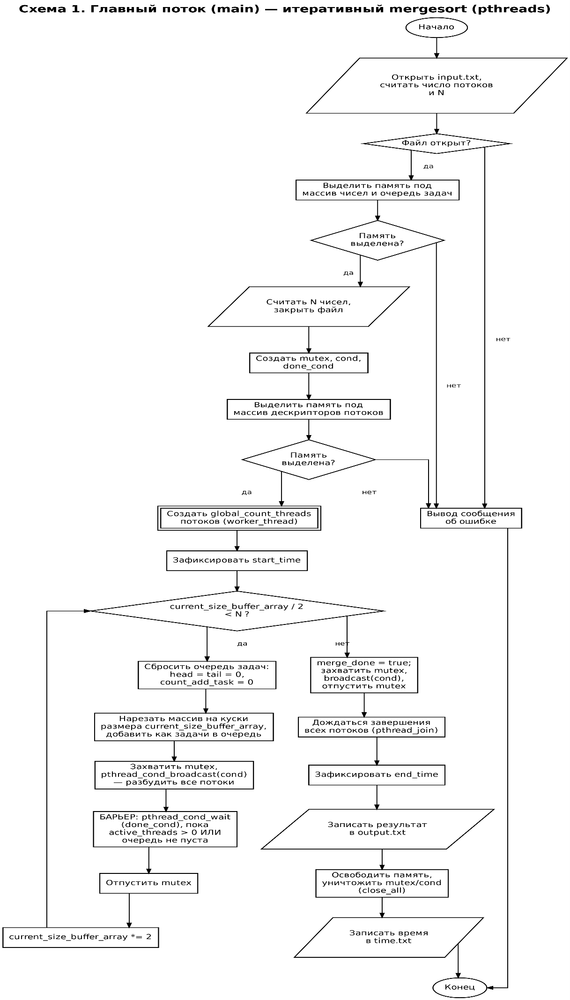 Схема 1. Главный поток (main) — итеративный mergesort (pthreads)
Начало
Открыть input.txt,
считать число потоков
и N
Файл открыт?
да
Выделить память под
массив чисел и очередь задач
Память
выделена?
да
Считать N чисел,
закрыть файл
нет
Создать mutex, cond,
done_cond
нет
Выделить память под
массив дескрипторов потоков
Память
выделена?
да
нет
Создать global_count_threads
потоков (worker_thread)
Вывод сообщения
об ошибке
Зафиксировать start_time
current_size_buffer_array / 2
< N ?
да
нет
Сбросить очередь задач:
head = tail = 0,
count_add_task = 0
merge_done = true;
захватить mutex,
broadcast(cond),
отпустить mutex
Нарезать массив на куски
размера current_size_buffer_array,
добавить как задачи в очередь
Дождаться завершения
всех потоков (pthread_join)
Захватить mutex,
pthread_cond_broadcast(cond)
— разбудить все потоки
Зафиксировать end_time
БАРЬЕР: pthread_cond_wait
(done_cond), пока
active_threads > 0 ИЛИ
очередь не пуста
Записать результат
в output.txt
Отпустить mutex
Освободить память,
уничтожить mutex/cond
(close_all)
current_size_buffer_array *= 2
Записать время
в time.txt
Конец